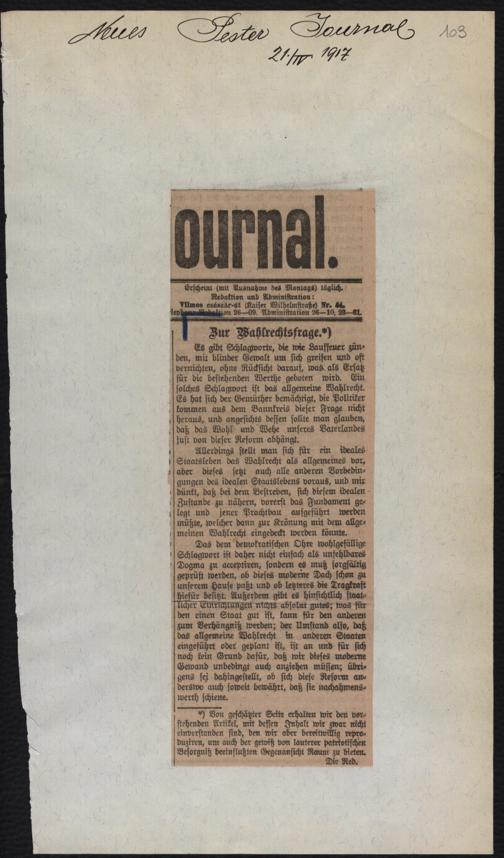 Neues Pester Journal
103
21/IV 1917
ournal.
Erscheint (mit Ausnahme des Montags) täglich.
Redaktion und Administration:
Vilmos császár-út (Kaiser Wilhelmstraße) Nr. 34.
26—09. Administration 26—10, 23—81.
Zur Wahlrechtsfrage.*)
Es gibt Schlagworte, die wie Lauffeuer zün-
den, mit blinder Gewalt um sich greifen und oft
vernichten, ohne Rücksicht darauf, was als Ersatz
für die bestehenden Werthe geboten wird. Ein
solches Schlagwort ist das allgemeine Wahlrecht.
Es hat sich der Gemüther bemächtigt, die Politiker
kommen aus dem Bannkreis dieser Frage nicht
heraus, und angesichts dessen sollte man glauben,
daß das Wohl und Wehe unseres Vaterlandes
just von dieser Reform abhängt.
Allerdings stellt man sich für ein ideales
Staatsleben das Wahlrecht als allgemeines vor,
aber dieses setzt auch alle anderen Vorbedin-
gungen des idealen Staatslebens voraus, und mir
dünkt, daß bei dem Bestreben, sich diesem idealen
Zustande zu nähern, vorerst das Fundament ge-
legt und jener Prachtbau aufgeführt werden
müßte, welcher dann zur Krönung mit dem allge-
meinen Wahlrecht eingedeckt werden könnte.
Das dem demokratischen Ohre wohlgefällige
Schlagwort ist daher nicht einfach als unfehlbares
Dogma zu acceptiren, sondern es muß sorgfältig
geprüft werden, ob dieses moderne Dach schon zu
unserem Hause paßt und ob letzteres die Tragkraft
hiefür besitzt. Außerdem gibt es hinsichtlich staat-
licher Einrichtungen nichts absolut gutes; was für
den einen Staat gut ist, kann für den anderen
zum Verhängniß werden; der Umstand also, daß
das allgemeine Wahlrecht in anderen Staaten
eingeführt oder geplant ist, ist an und für sich
noch kein Grund dafür, daß wir dieses moderne
Gewand unbedingt auch anziehen müssen; übri-
gens sei dahingestellt, ob sich diese Reform an-
derswo auch soweit bewährt, daß sie nachahmens-
werth schiene.
*) Von geschätzter Seite erhalten wir den vor-
stehenden Artikel, mit dessen Inhalt wir zwar nicht
einverstanden sind, den wir aber bereitwillig repro-
duziren, um auch der gewiß von lauterer patriotischen
Besorgniß beeinflußten Gegenansicht Raum zu bieten.
Die Red.